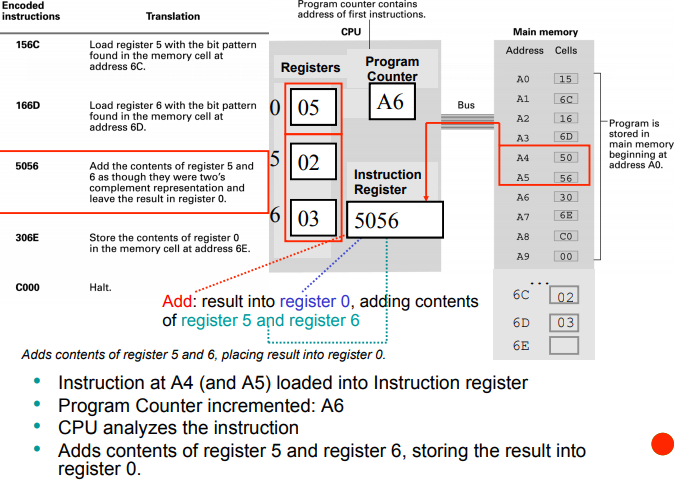 Encoded
instructions
Translation
156C
Load register 5 with the bit pattern
found in the memory cell at
address 6C.
166D
Load register 6 with the bit pattern
found in the memory cell at
address 6D.
5056
Add the contents of register 5 and
6 as though they were two's
complement representation and
leave the result in register 0.
306E
Store the contents of register 0
in the memory cell at address 6E.
C000
Halt.
Program counter contains
address of first instructions.
CPU
Registers
Program
Counter
0
05
A6
5
02
6
03
Instruction
Register
5056
Bus
Main memory
Address Cells
A0 15
A1 6C
A2 16
A3 6D
A4 50
A5 56
A6 30
A7 6E
A8 C0
A9 00
...
6C 02
6D 03
6E
Program is
stored in
main memory
beginning at
address A0.
Add: result into register 0, adding contents
of register 5 and register 6
Adds contents of register 5 and 6, placing result into register 0.
• Instruction at A4 (and A5) loaded into Instruction register
• Program Counter incremented: A6
• CPU analyzes the instruction
• Adds contents of register 5 and register 6, storing the result into
register 0.